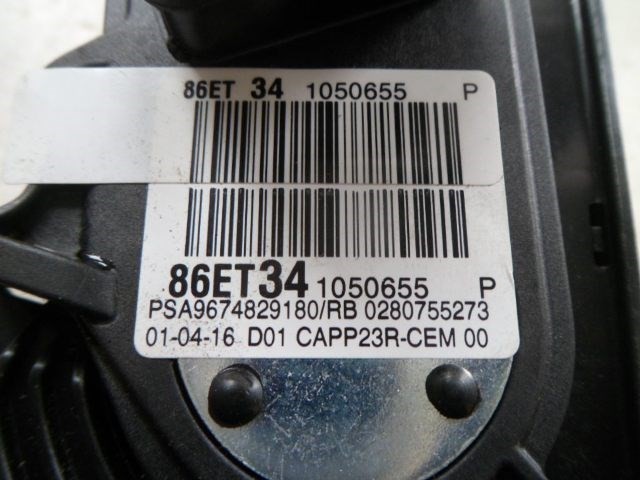 86ET 34 1050655 P
86ET34 1050655 P
PSA9674829180/RB 0280755273
01-04-16 D01 CAPP23R-CEM 00